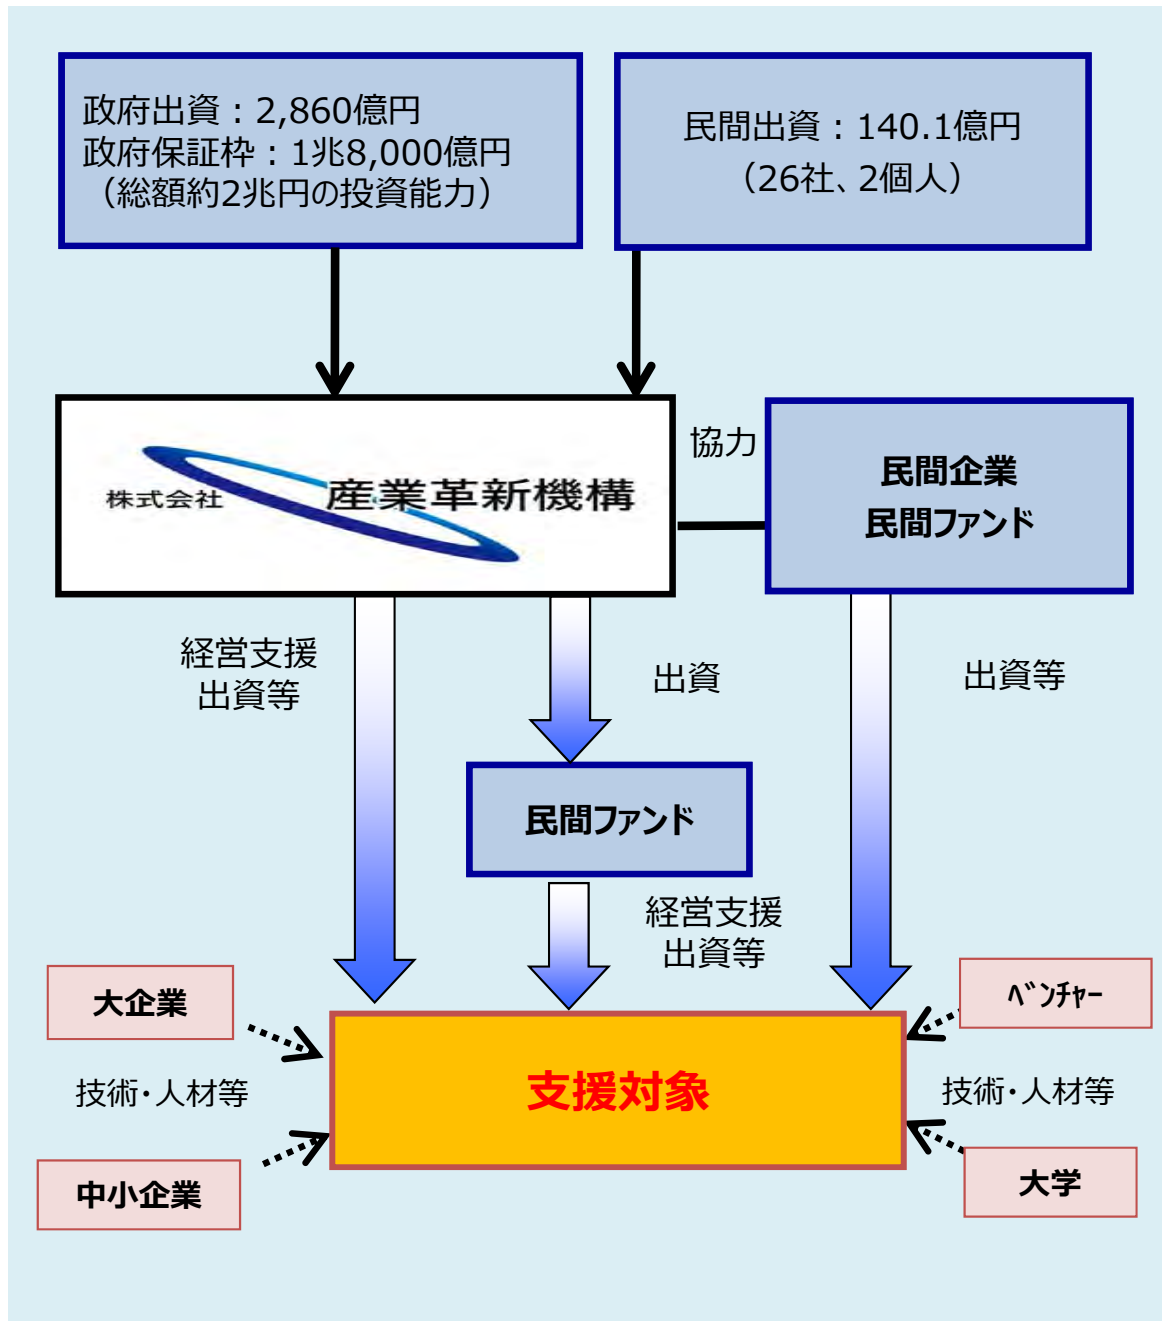 政府出資：2,860億円
政府保証枠：1兆8,000億円
（総額約2兆円の投資能力）
民間出資：140.1億円
（26社、2個人）
株式会社 産業革新機構
協力
民間企業
民間ファンド
経営支援
出資等
出資
出資等
民間ファンド
経営支援
出資等
大企業
ﾍﾞﾝﾁｬｰ
支援対象
技術・人材等
技術・人材等
中小企業
大学